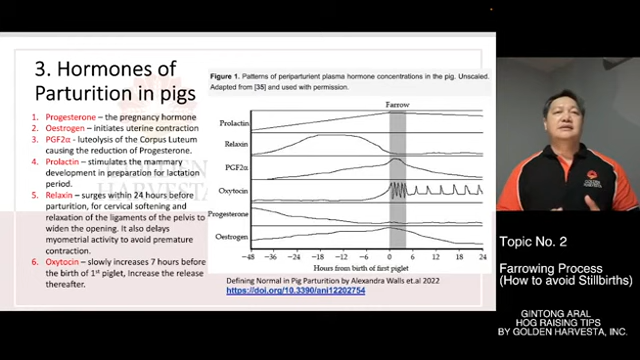 3. Hormones of
Parturition in pigs
1. Progesterone – the pregnancy hormone
2. Oestrogen – initiates uterine contraction
3. PGF2α - luteolysis of the Corpus Luteum
causing the reduction of Progesterone.
4. Prolactin – stimulates the mammary
development in preparation for lactation
period.
5. Relaxin – surges within 24 hours before
parturition, for cervical softening and
relaxation of the ligaments of the pelvis to
widen the opening. It also delays
myometrial activity to avoid premature
contraction.
6. Oxytocin – slowly increases 7 hours before
the birth of 1st piglet, Increase the release
thereafter.
Figure 1. Patterns of periparturient plasma hormone concentrations in the pig. Unscaled.
Adapted from [35] and used with permission.
Farrow
Prolactin
Relaxin
PGF2α
Oxytocin
Progesterone
Oestrogen
-48 -36 -30 -24 -18 -12 -6 0 6 12 18 24
Hours from birth of first piglet
Defining Normal in Pig Parturition by Alexandra Walls et.al 2022
https://doi.org/10.3390/ani12202754
Topic No. 2
Farrowing Process
(How to avoid Stillbirths)
GINTONG ARAL
HOG RAISING TIPS
BY GOLDEN HARVESTA, INC.